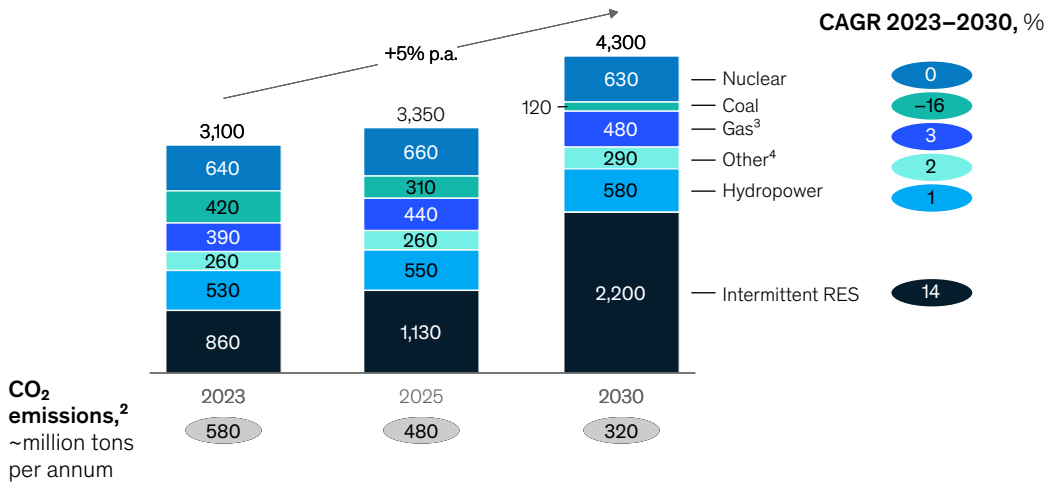 CAGR 2023–2030, %
+5% p.a.
3,100
3,350
4,300
640
420
390
260
530
860
660
310
440
260
550
1,130
630
120
480
290
580
2,200
Nuclear
Coal
Gas³
Other⁴
Hydropower
Intermittent RES
0
–16
3
2
1
14
2023
2025
2030
CO₂
emissions,²
~million tons
per annum
580
480
320